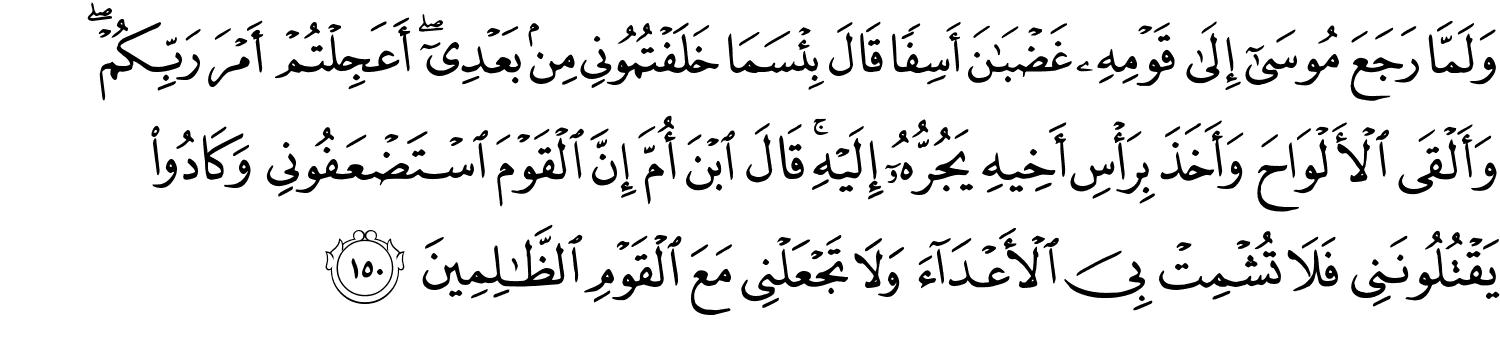 وَلَمَّا رَجَعَ مُوسَىٰٓ إِلَىٰ قَوْمِهِۦ غَضْبَـٰنَ أَسِفًا قَالَ بِئْسَمَا خَلَفْتُمُونِى مِنۢ بَعْدِىٓ ۖ أَعَجِلْتُمْ أَمْرَ رَبِّكُمْ ۖ
وَأَلْقَى ٱلْأَلْوَاحَ وَأَخَذَ بِرَأْسِ أَخِيهِ يَجُرُّهُۥٓ إِلَيْهِ ۚ قَالَ ٱبْنَ أُمَّ إِنَّ ٱلْقَوْمَ ٱسْتَضْعَفُونِى وَكَادُوا۟
يَقْتُلُونَنِى فَلَا تُشْمِتْ بِىَ ٱلْأَعْدَآءَ وَلَا تَجْعَلْنِى مَعَ ٱلْقَوْمِ ٱلظَّـٰلِمِينَ ١٥٠